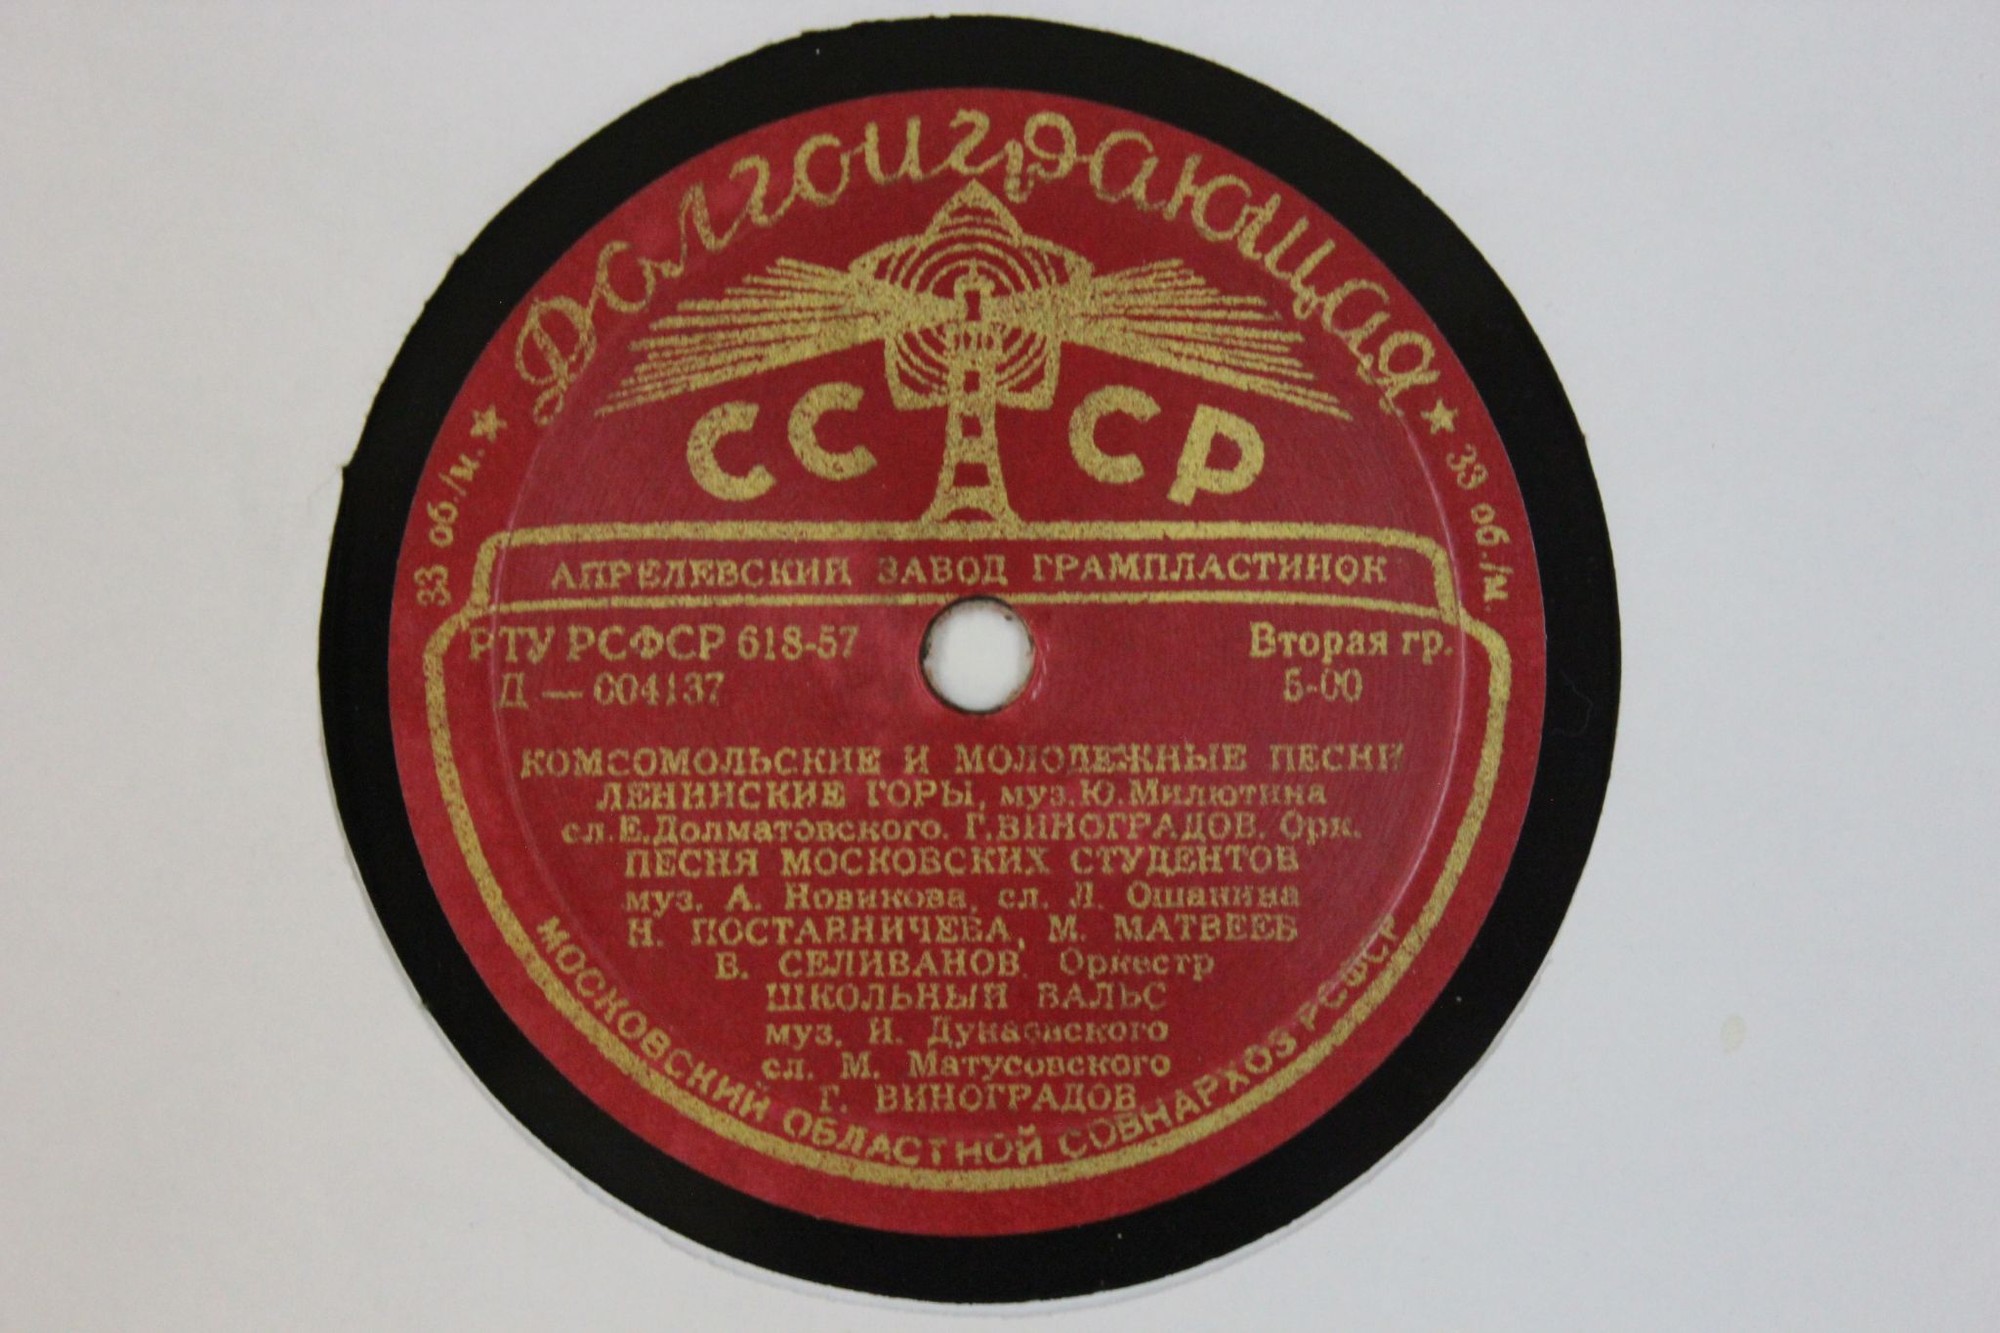 Долгоиграющая
★ 33 об./м.
★ 33 об./м.
СССР
АПРЕЛЕВСКИЙ ЗАВОД ГРАМПЛАСТИНОК
РТУ РСФСР 618-57
Вторая гр.
Д — 004137
5-00
КОМСОМОЛЬСКИЕ И МОЛОДЕЖНЫЕ ПЕСНИ
ЛЕНИНСКИЕ ГОРЫ, муз.Ю.Милютина
сл.Е.Долматовского. Г.ВИНОГРАДОВ. Орк.
ПЕСНЯ МОСКОВСКИХ СТУДЕНТОВ
муз. А. Новикова, сл. Л. Ошанина
Н. ПОСТАВНИЧЕВА, М. МАТВЕЕВ
В. СЕЛИВАНОВ. Оркестр
ШКОЛЬНЫЙ ВАЛЬС
муз. И. Дунаевского
сл. М. Матусовского
Г. ВИНОГРАДОВ
МОСКОВСКИЙ ОБЛАСТНОЙ СОВНАРХОЗ РСФСР